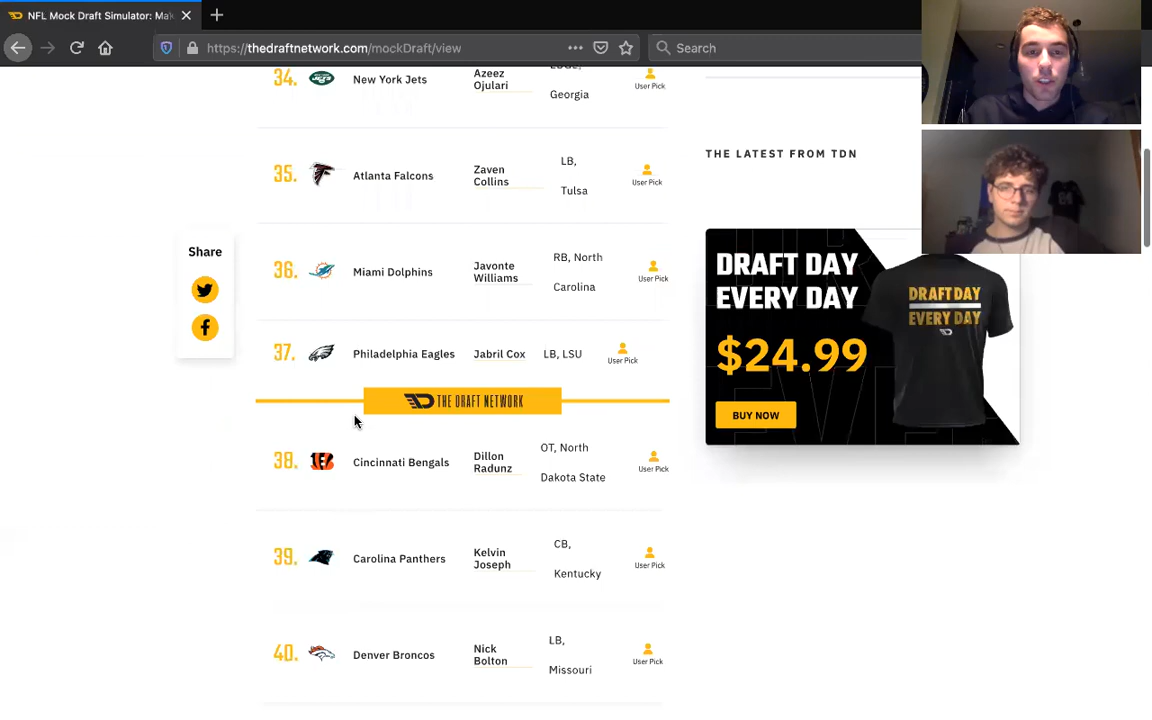 NFL Mock Draft Simulator: Mak
https://thedraftnetwork.com/mockDraft/view
Search
34. New York Jets Azeez Ojulari EDGE, Georgia User Pick
35. Atlanta Falcons Zaven Collins LB, Tulsa User Pick
36. Miami Dolphins Javonte Williams RB, North Carolina User Pick
37. Philadelphia Eagles Jabril Cox LB, LSU User Pick
THE DRAFT NETWORK
38. Cincinnati Bengals Dillon Radunz OT, North Dakota State User Pick
39. Carolina Panthers Kelvin Joseph CB, Kentucky User Pick
40. Denver Broncos Nick Bolton LB, Missouri User Pick
Share
THE LATEST FROM TDN
DRAFT DAY
EVERY DAY
$24.99
BUY NOW
DRAFT DAY
EVERY DAY